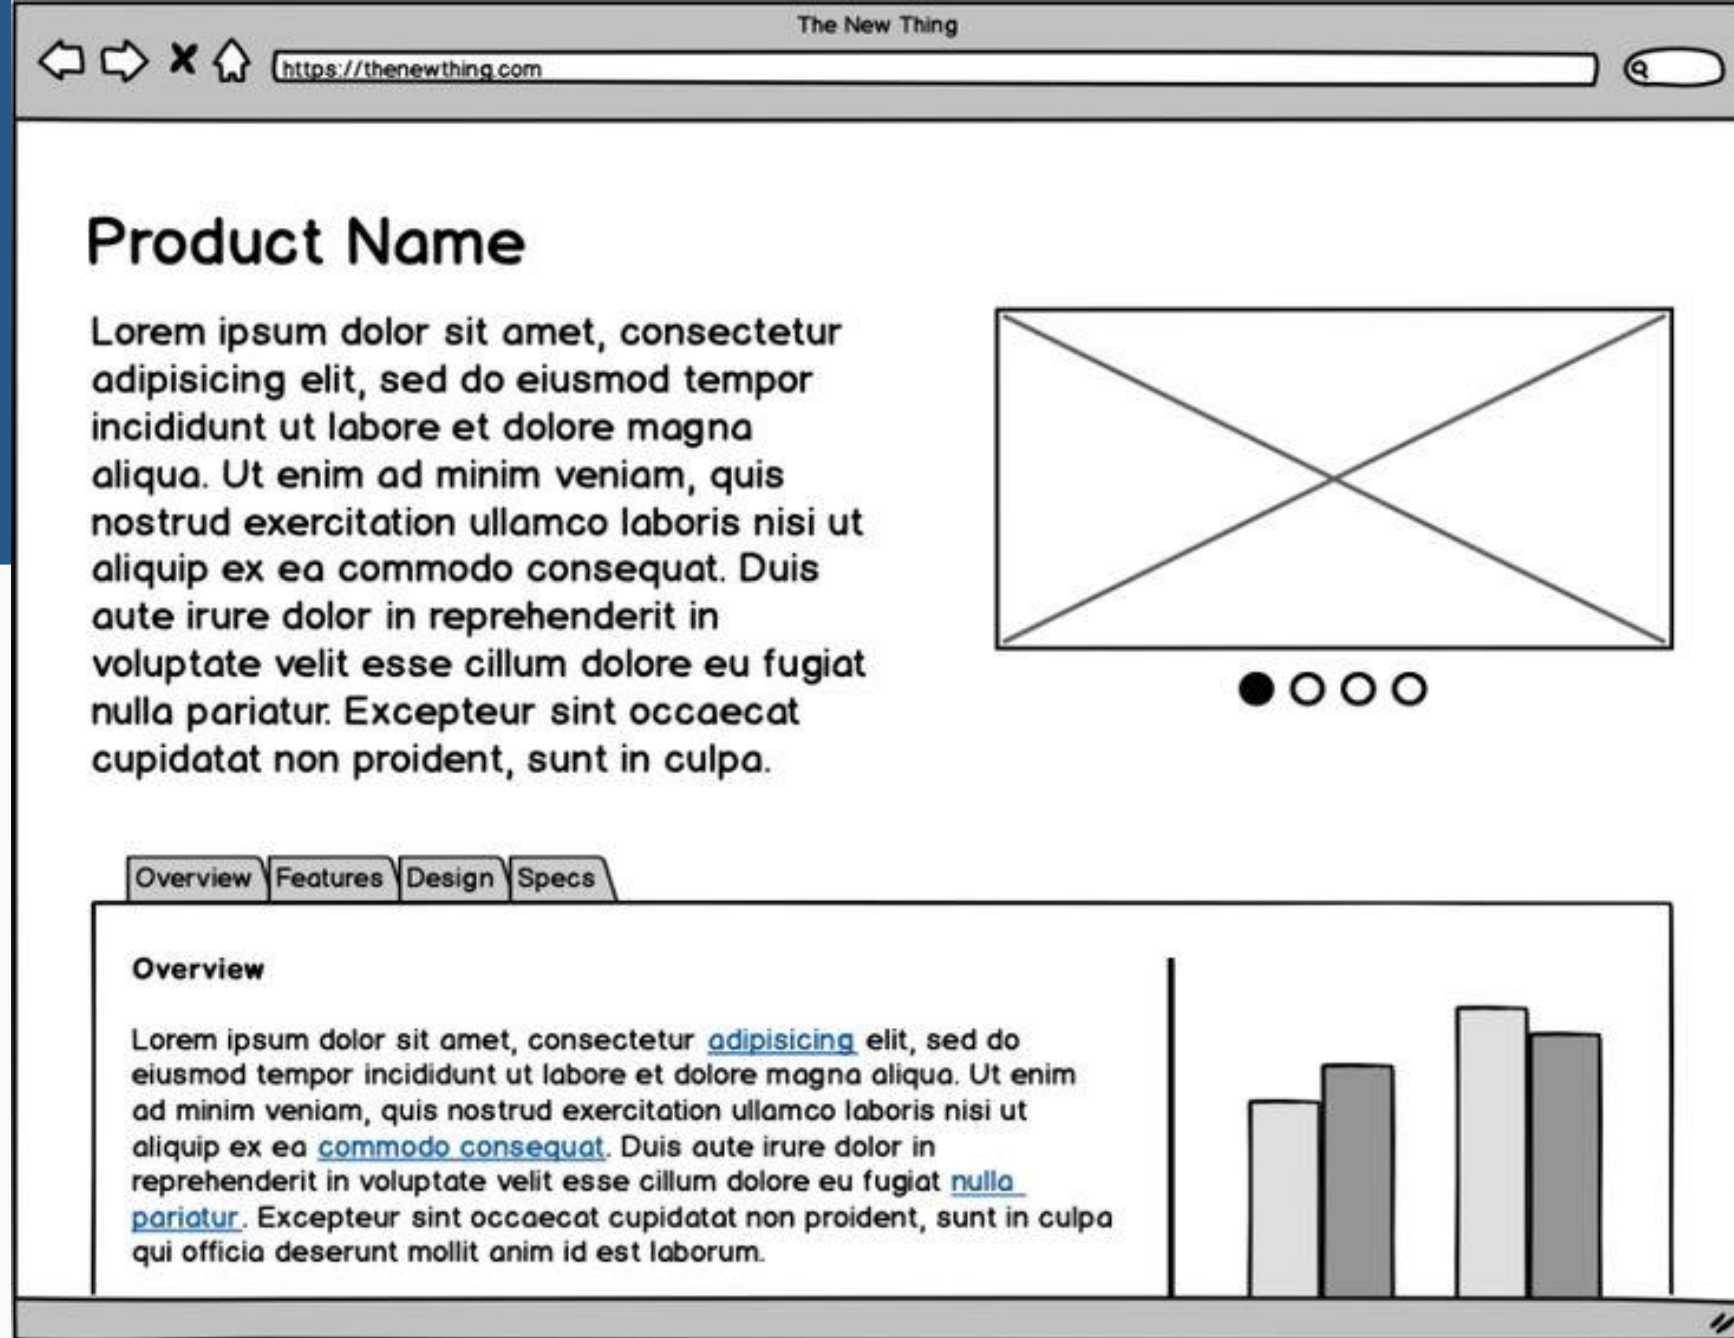 The New Thing
https://thenewthing.com
Product Name
Lorem ipsum dolor sit amet, consectetur
adipisicing elit, sed do eiusmod tempor
incididunt ut labore et dolore magna
aliqua. Ut enim ad minim veniam, quis
nostrud exercitation ullamco laboris nisi ut
aliquip ex ea commodo consequat. Duis
aute irure dolor in reprehenderit in
voluptate velit esse cillum dolore eu fugiat
nulla pariatur. Excepteur sint occaecat
cupidatat non proident, sunt in culpa.
Overview Features Design Specs
Overview
Lorem ipsum dolor sit amet, consectetur adipisicing elit, sed do
eiusmod tempor incididunt ut labore et dolore magna aliqua. Ut enim
ad minim veniam, quis nostrud exercitation ullamco laboris nisi ut
aliquip ex ea commodo consequat. Duis aute irure dolor in
reprehenderit in voluptate velit esse cillum dolore eu fugiat nulla
pariatur. Excepteur sint occaecat cupidatat non proident, sunt in culpa
qui officia deserunt mollit anim id est laborum.